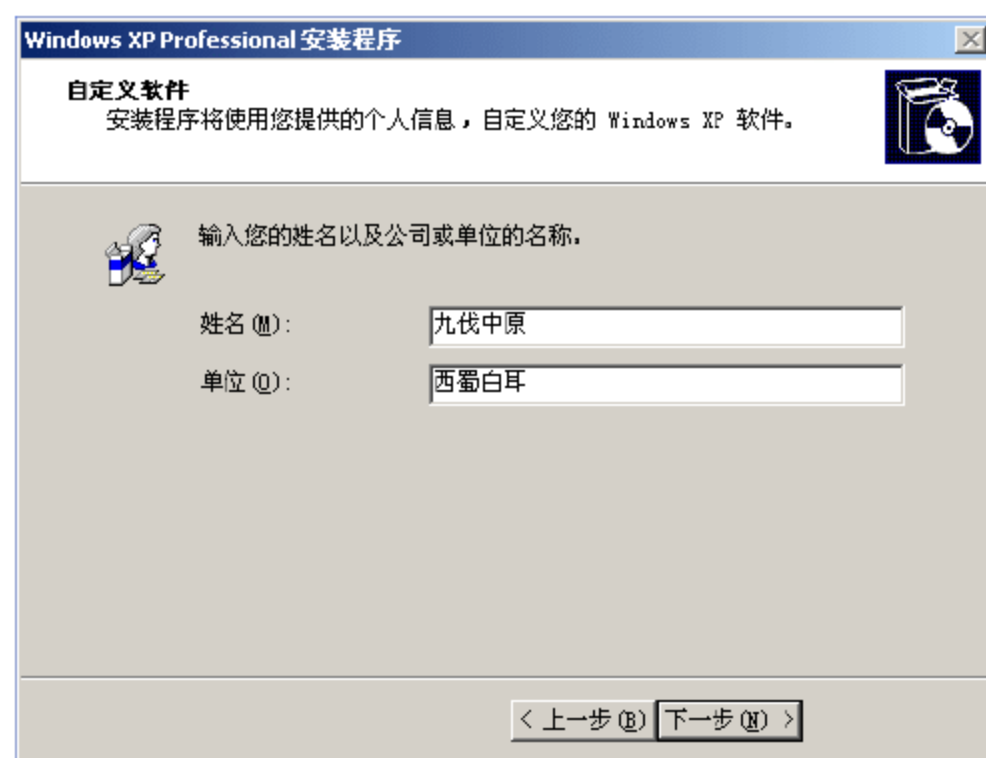 Windows XP Professional 安装程序
自定义软件
安装程序将使用您提供的个人信息，自定义您的 Windows XP 软件。
输入您的姓名以及公司或单位的名称。
姓名(M)：
九伐中原
单位(O)：
西蜀白耳
< 上一步(B) 下一步(N) >